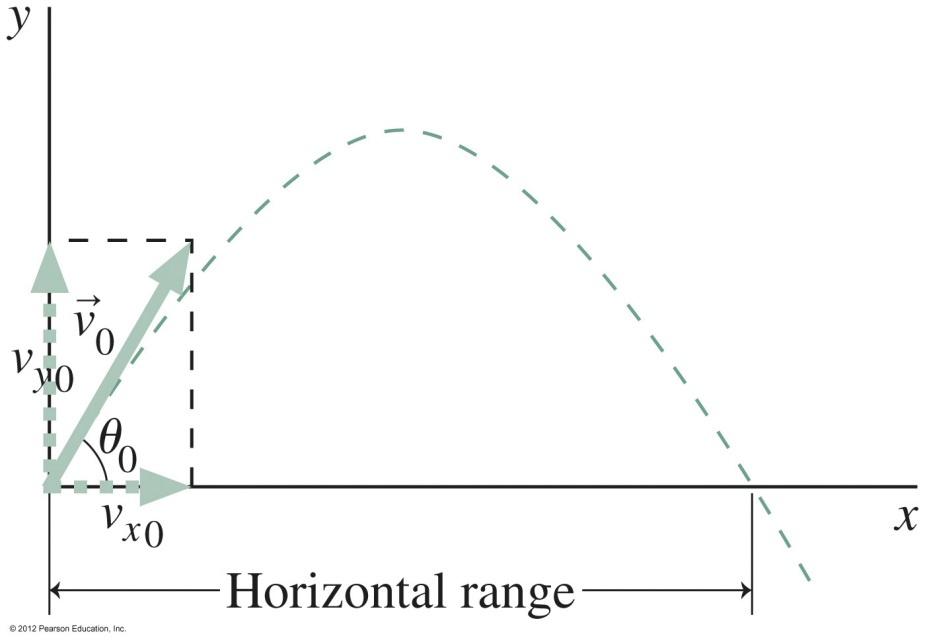 y
v⃗0
vy0
θ0
vx0
x
Horizontal range
© 2012 Pearson Education, Inc.